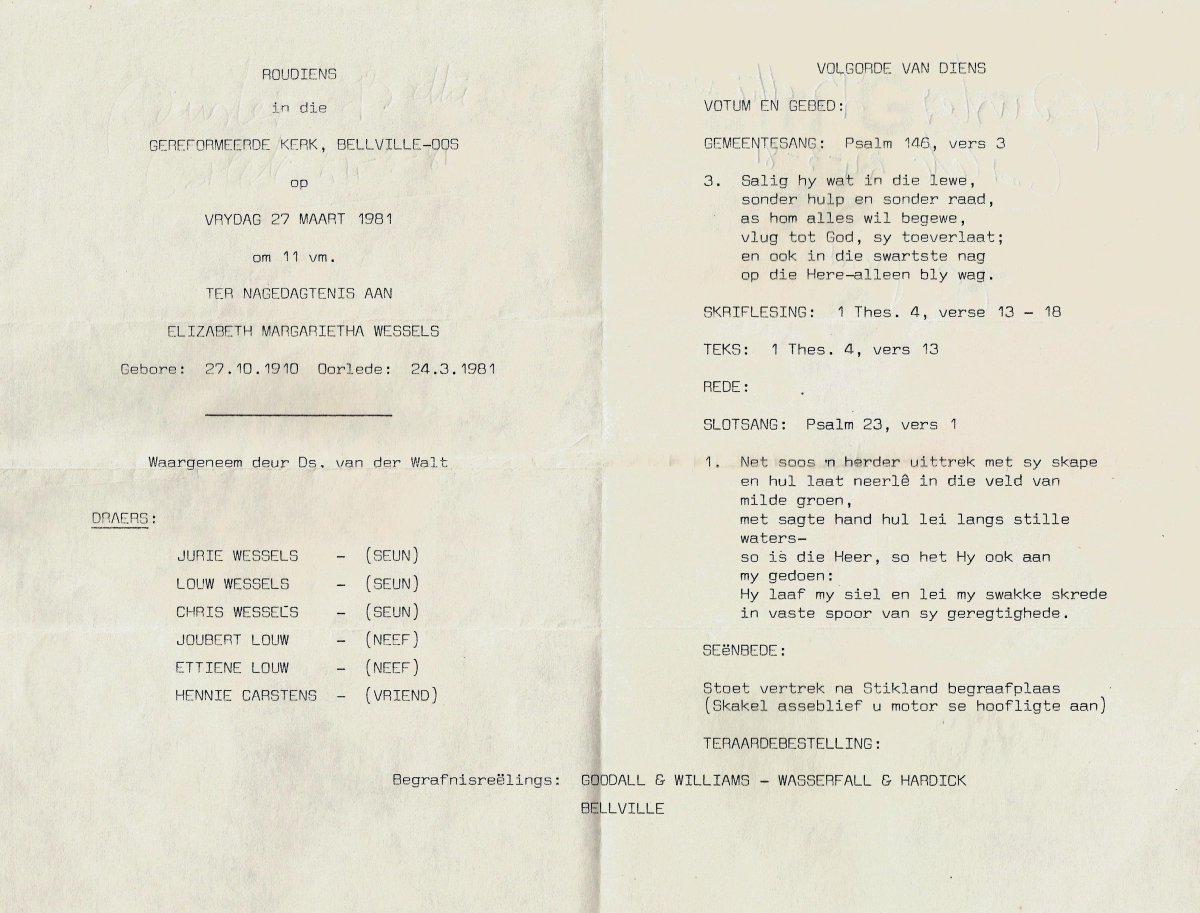 ROUDIENS
in die
GEREFORMEERDE KERK, BELLVILLE-OOS
op
VRYDAG 27 MAART 1981
om 11 vm.
TER NAGEDAGTENIS AAN
ELIZABETH MARGARIETHA WESSELS
Gebore: 27.10.1910 Oorlede: 24.3.1981
Waargeneem deur Ds. van der Walt
DRAERS:
JURIE WESSELS - (SEUN)
LOUW WESSELS - (SEUN)
CHRIS WESSELS - (SEUN)
JOUBERT LOUW - (NEEF)
ETTIENE LOUW - (NEEF)
HENNIE CARSTENS - (VRIEND)
VOLGORDE VAN DIENS
VOTUM EN GEBED:
GEMEENTESANG: Psalm 146, vers 3
3. Salig hy wat in die lewe,
sonder hulp en sonder raad,
as hom alles wil begewe,
vlug tot God, sy toeverlaat;
en ook in die swartste nag
op die Here-alleen bly wag.
SKRIFLESING: 1 Thes. 4, verse 13 - 18
TEKS: 1 Thes. 4, vers 13
REDE:
SLOTSANG: Psalm 23, vers 1
1. Net soos 'n herder uittrek met sy skape
en hul laat neerlê in die veld van
milde groen,
met sagte hand hul lei langs stille
waters-
so is die Heer, so het Hy ook aan
my gedoen:
Hy laaf my siel en lei my swakke skrede
in vaste spoor van sy geregtighede.
SEëNBEDE:
Stoet vertrek na Stikland begraafplaas
(Skakel asseblief u motor se hoofligte aan)
TERAARDEBESTELLING:
Begrafnisreëlings: GOODALL & WILLIAMS - WASSERFALL & HARDICK
BELLVILLE